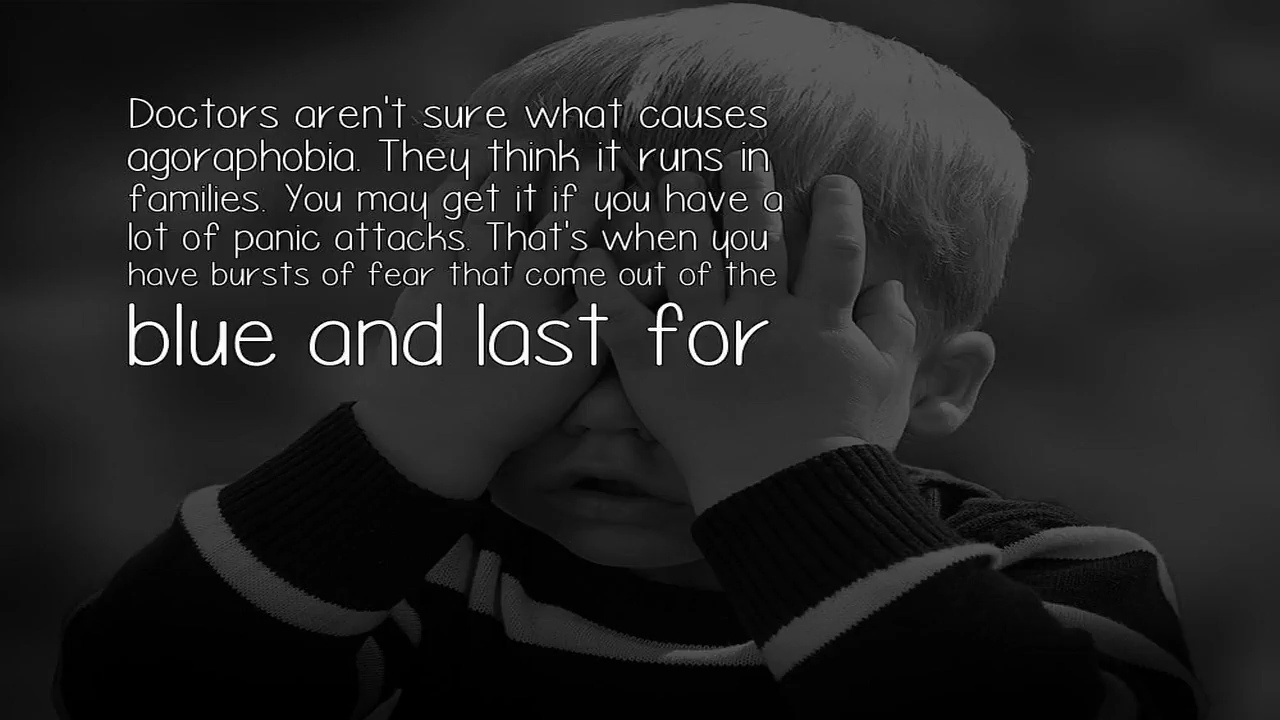 Doctors aren't sure what causes
agoraphobia. They think it runs in
families. You may get it if you have a
lot of panic attacks. That's when you
have bursts of fear that come out of the
blue and last for